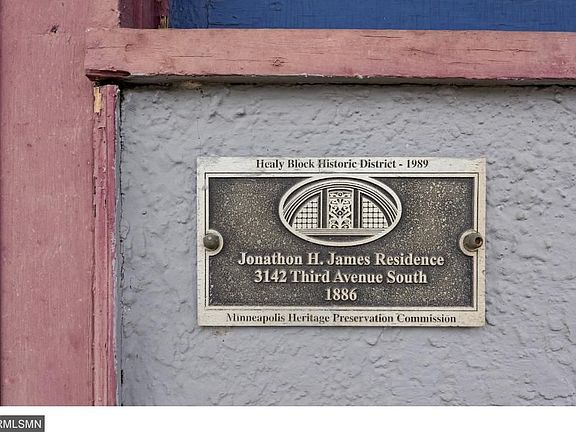 Healy Block Historic District - 1989
Jonathon H. James Residence
3142 Third Avenue South
1886
Minneapolis Heritage Preservation Commission
RMLSMN